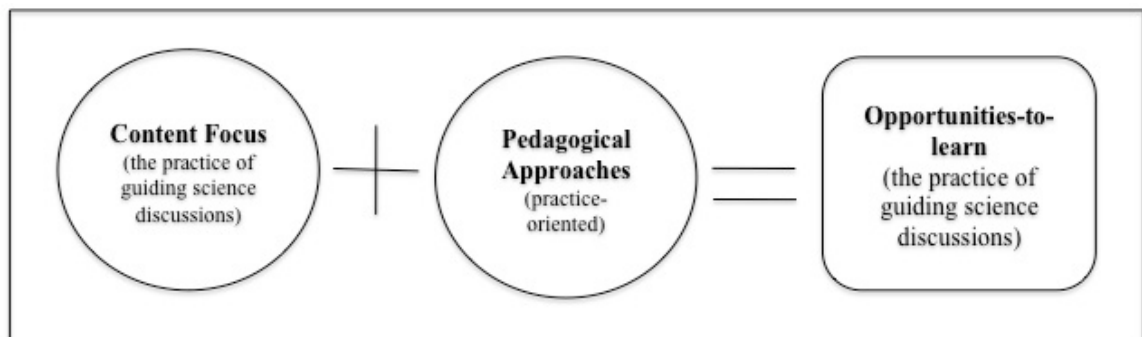 Content Focus
(the practice of
guiding science
discussions)
Pedagogical
Approaches
(practice-
oriented)
Opportunities-to-
learn
(the practice of
guiding science
discussions)